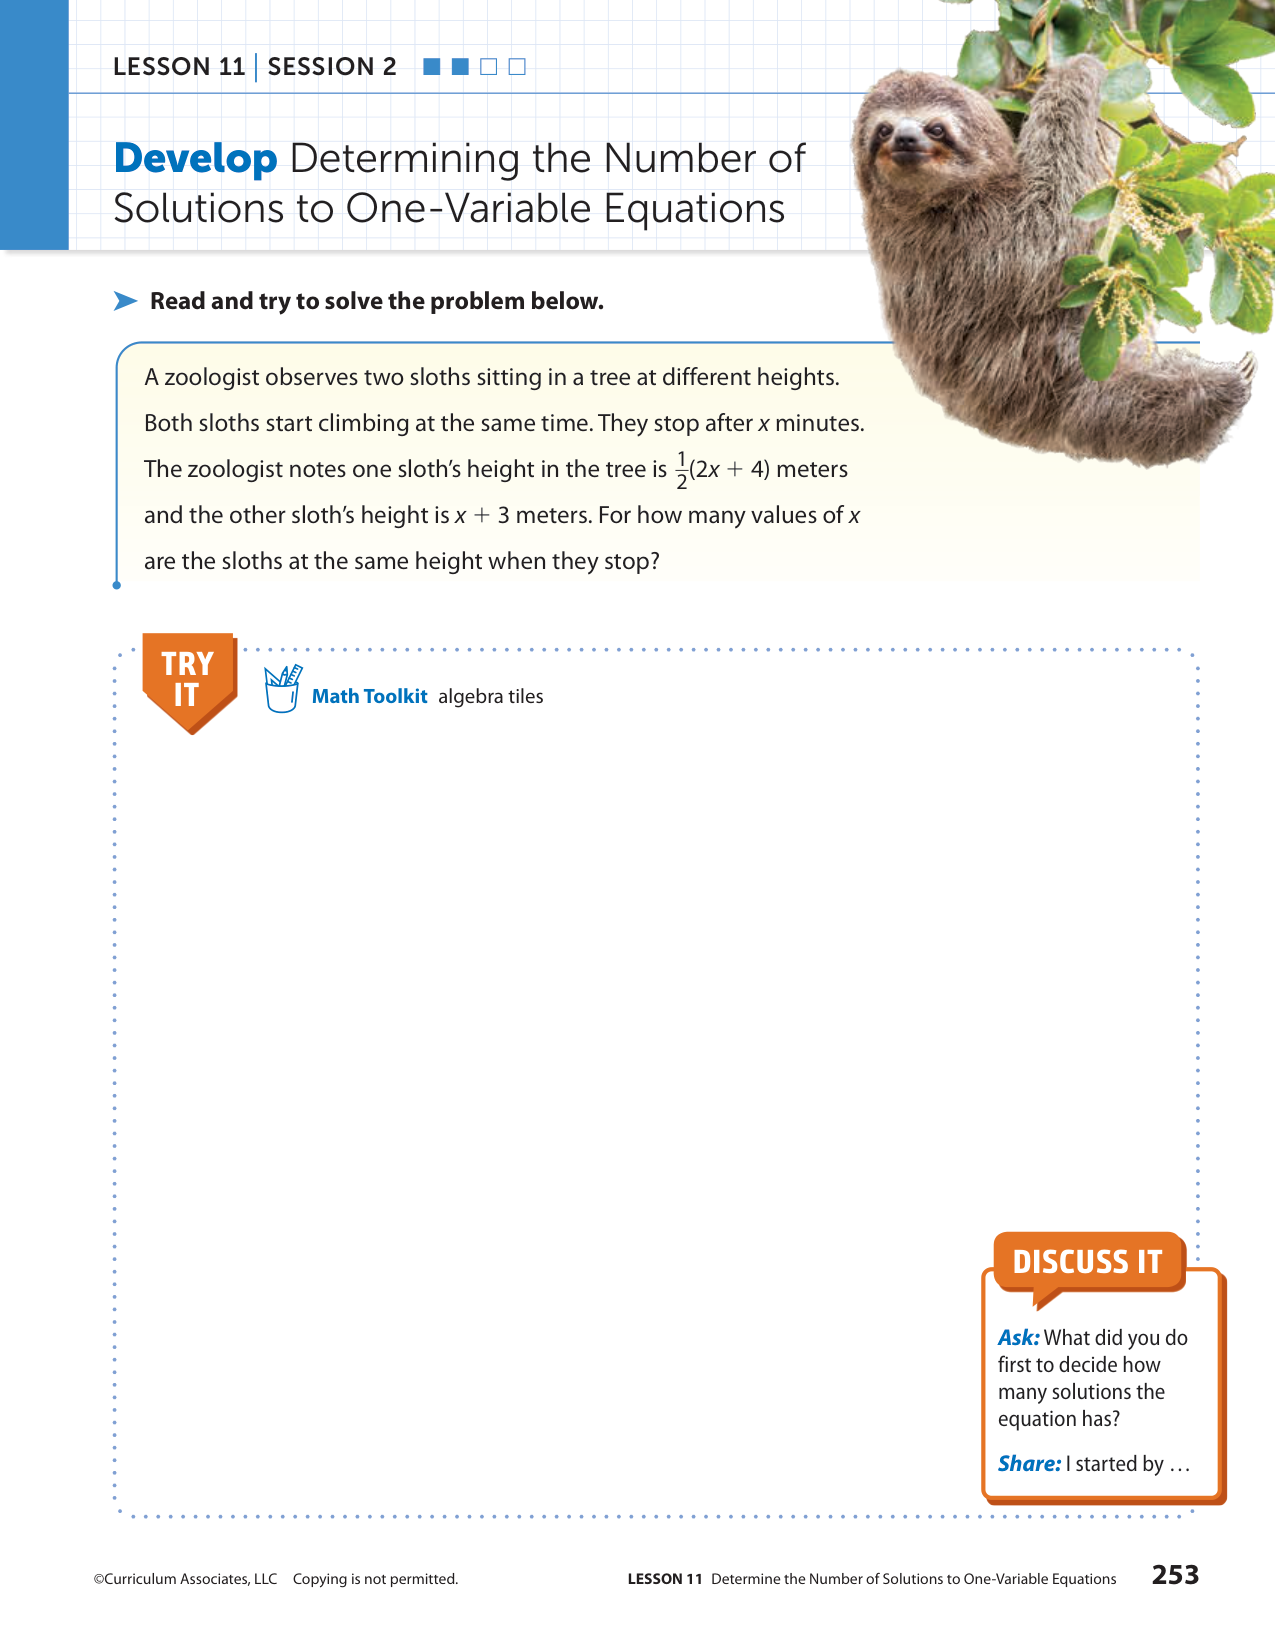 LESSON 11 | SESSION 2
Develop Determining the Number of
Solutions to One-Variable Equations
Read and try to solve the problem below.
A zoologist observes two sloths sitting in a tree at different heights.
Both sloths start climbing at the same time. They stop after x minutes.
The zoologist notes one sloth's height in the tree is 1/2(2x + 4) meters
and the other sloth's height is x + 3 meters. For how many values of x
are the sloths at the same height when they stop?
TRY
IT
Math Toolkit algebra tiles
DISCUSS IT
Ask: What did you do
first to decide how
many solutions the
equation has?
Share: I started by …
©Curriculum Associates, LLC Copying is not permitted.
LESSON 11 Determine the Number of Solutions to One-Variable Equations 253